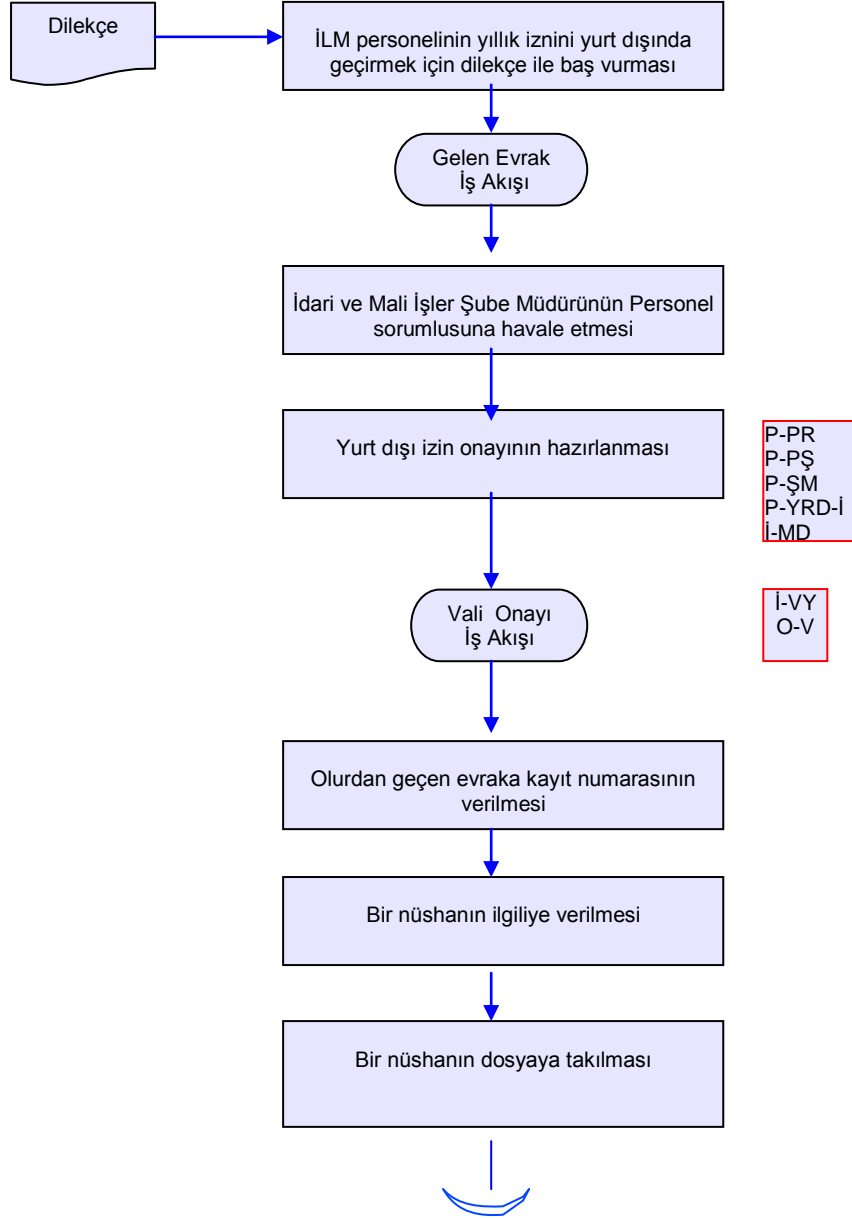 Dilekçe
İLM personelinin yıllık iznini yurt dışında
geçirmek için dilekçe ile baş vurması
Gelen Evrak
İş Akışı
İdari ve Mali İşler Şube Müdürünün Personel
sorumlusuna havale etmesi
Yurt dışı izin onayının hazırlanması
P-PR
P-PŞ
P-ŞM
P-YRD-İ
İ-MD
Vali Onayı
İş Akışı
İ-VY
O-V
Olurdan geçen evraka kayıt numarasının
verilmesi
Bir nüshanın ilgiliye verilmesi
Bir nüshanın dosyaya takılması